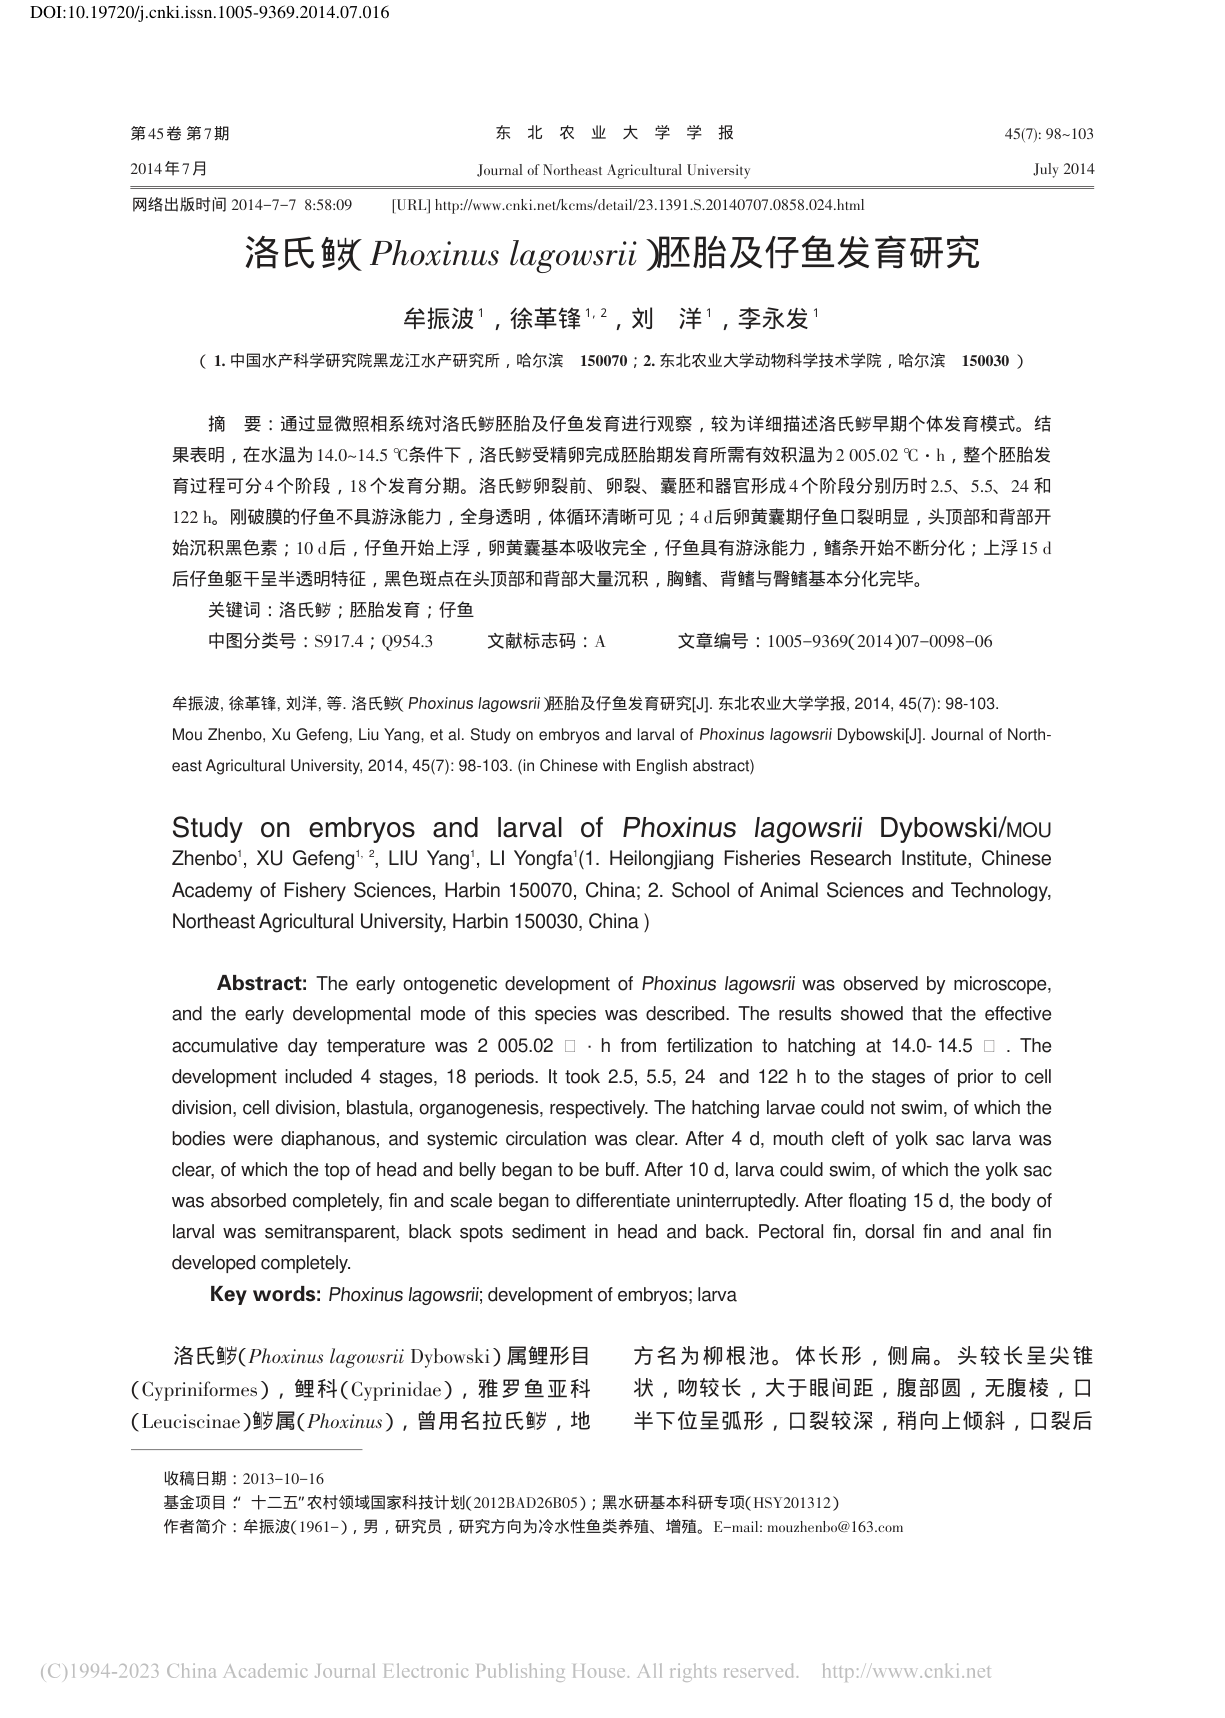 DOI:10.19720/j.cnki.issn.1005-9369.2014.07.016
第45卷 第7期 东 北 农 业 大 学 学 报 45(7): 98~103
2014年7月 Journal of Northeast Agricultural University July 2014
网络出版时间 2014-7-7 8:58:09 [URL] http://www.cnki.net/kcms/detail/23.1391.S.20140707.0858.024.html
洛氏鱥(Phoxinus lagowsrii)胚胎及仔鱼发育研究
牟振波1，徐革锋1, 2，刘 洋1，李永发1
（1. 中国水产科学研究院黑龙江水产研究所，哈尔滨 150070；2. 东北农业大学动物科学技术学院，哈尔滨 150030）
摘 要：通过显微照相系统对洛氏鱥胚胎及仔鱼发育进行观察，较为详细描述洛氏鱥早期个体发育模式。结
果表明，在水温为14.0~14.5 ℃条件下，洛氏鱥受精卵完成胚胎期发育所需有效积温为2 005.02 ℃·h，整个胚胎发
育过程可分4个阶段，18个发育分期。洛氏鱥卵裂前、卵裂、囊胚和器官形成4个阶段分别历时2.5、5.5、24 和
122 h。刚破膜的仔鱼不具游泳能力，全身透明，体循环清晰可见；4 d后卵黄囊期仔鱼口裂明显，头顶部和背部开
始沉积黑色素；10 d后，仔鱼开始上浮，卵黄囊基本吸收完全，仔鱼具有游泳能力，鳍条开始不断分化；上浮15 d
后仔鱼躯干呈半透明特征，黑色斑点在头顶部和背部大量沉积，胸鳍、背鳍与臀鳍基本分化完毕。
关键词：洛氏鱥；胚胎发育；仔鱼
中图分类号：S917.4；Q954.3 文献标志码：A 文章编号：1005-9369(2014)07-0098-06
牟振波, 徐革锋, 刘洋, 等. 洛氏鱥(Phoxinus lagowsrii)胚胎及仔鱼发育研究[J]. 东北农业大学学报, 2014, 45(7): 98-103.
Mou Zhenbo, Xu Gefeng, Liu Yang, et al. Study on embryos and larval of Phoxinus lagowsrii Dybowski[J]. Journal of North-
east Agricultural University, 2014, 45(7): 98-103. (in Chinese with English abstract)
Study on embryos and larval of Phoxinus lagowsrii Dybowski/MOU
Zhenbo1, XU Gefeng1, 2, LIU Yang1, LI Yongfa1(1. Heilongjiang Fisheries Research Institute, Chinese
Academy of Fishery Sciences, Harbin 150070, China; 2. School of Animal Sciences and Technology,
Northeast Agricultural University, Harbin 150030, China )
Abstract: The early ontogenetic development of Phoxinus lagowsrii was observed by microscope,
and the early developmental mode of this species was described. The results showed that the effective
accumulative day temperature was 2 005.02 □ · h from fertilization to hatching at 14.0- 14.5 □ . The
development included 4 stages, 18 periods. It took 2.5, 5.5, 24 and 122 h to the stages of prior to cell
division, cell division, blastula, organogenesis, respectively. The hatching larvae could not swim, of which the
bodies were diaphanous, and systemic circulation was clear. After 4 d, mouth cleft of yolk sac larva was
clear, of which the top of head and belly began to be buff. After 10 d, larva could swim, of which the yolk sac
was absorbed completely, fin and scale began to differentiate uninterruptedly. After floating 15 d, the body of
larval was semitransparent, black spots sediment in head and back. Pectoral fin, dorsal fin and anal fin
developed completely.
Key words: Phoxinus lagowsrii; development of embryos; larva
洛氏鱥(Phoxinus lagowsrii Dybowski)属鲤形目
(Cypriniformes)，鲤科(Cyprinidae)，雅罗鱼亚科
(Leuciscinae)鱥属(Phoxinus)，曾用名拉氏鱥，地
方名为柳根池。体长形，侧扁。头较长呈尖锥
状，吻较长，大于眼间距，腹部圆，无腹棱，口
半下位呈弧形，口裂较深，稍向上倾斜，口裂后
收稿日期：2013-10-16
基金项目：“十二五”农村领域国家科技计划(2012BAD26B05)；黑水研基本科研专项(HSY201312)
作者简介：牟振波(1961-)，男，研究员，研究方向为冷水性鱼类养殖、增殖。E-mail: mouzhenbo@163.com
(C)1994-2023 China Academic Journal Electronic Publishing House. All rights reserved. http://www.cnki.net